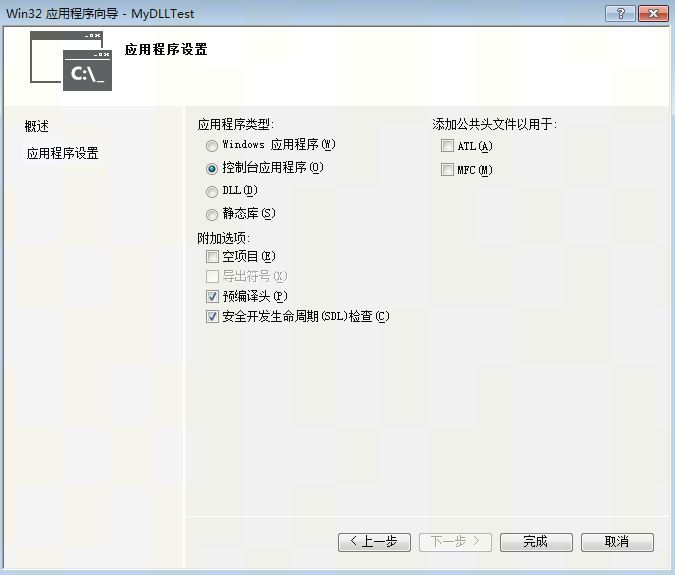 Win32 应用程序向导 - MyDLLTest
C:\_
应用程序设置
概述
应用程序设置
应用程序类型:
Windows 应用程序(W)
控制台应用程序(O)
DLL(D)
静态库(S)
附加选项:
空项目(E)
导出符号(X)
预编译头(P)
安全开发生命周期(SDL)检查(C)
添加公共头文件以用于:
ATL(A)
MFC(M)
< 上一步
下一步 >
完成
取消